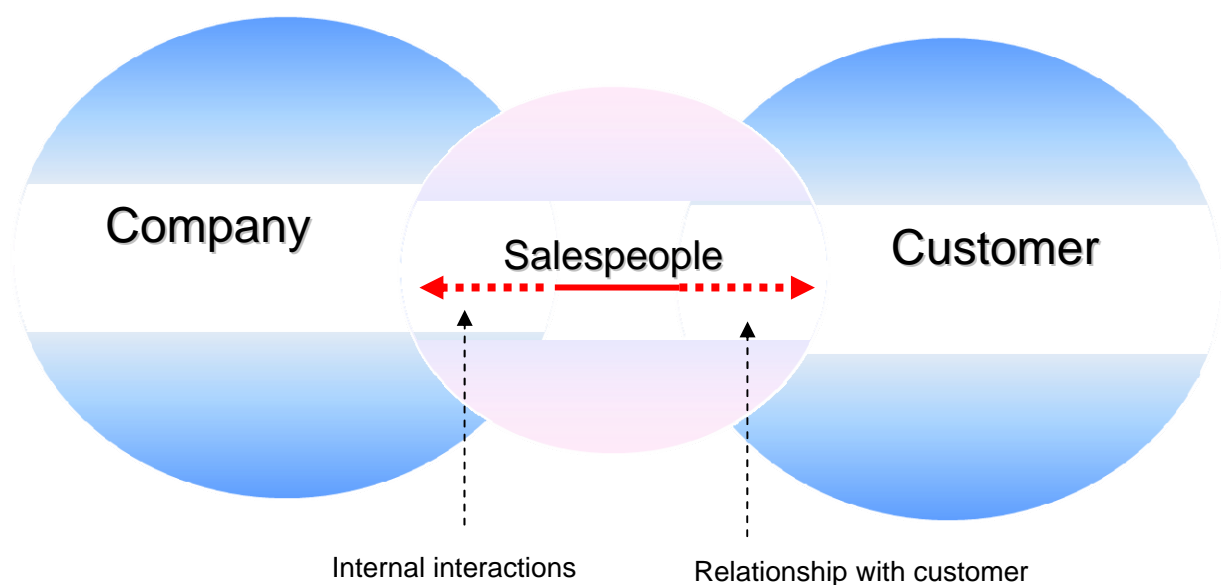 Company
Salespeople
Customer
Internal interactions
Relationship with customer